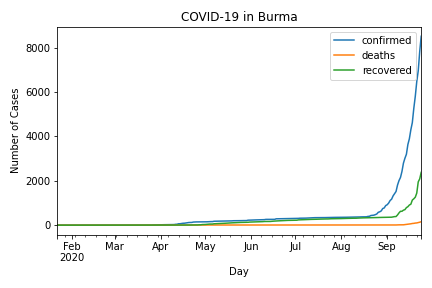 COVID-19 in Burma
confirmed
deaths
recovered
Number of Cases
8000
6000
4000
2000
0
Feb Mar Apr May Jun Jul Aug Sep
2020
Day